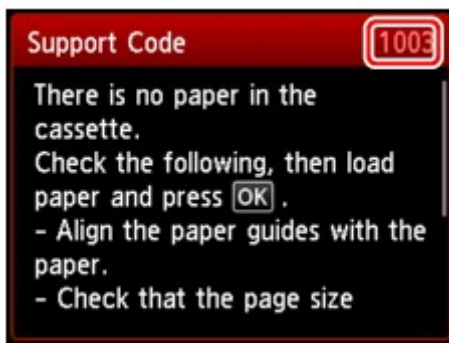 Support Code 1003
There is no paper in the
cassette.
Check the following, then load
paper and press OK .
– Align the paper guides with the
paper.
– Check that the page size